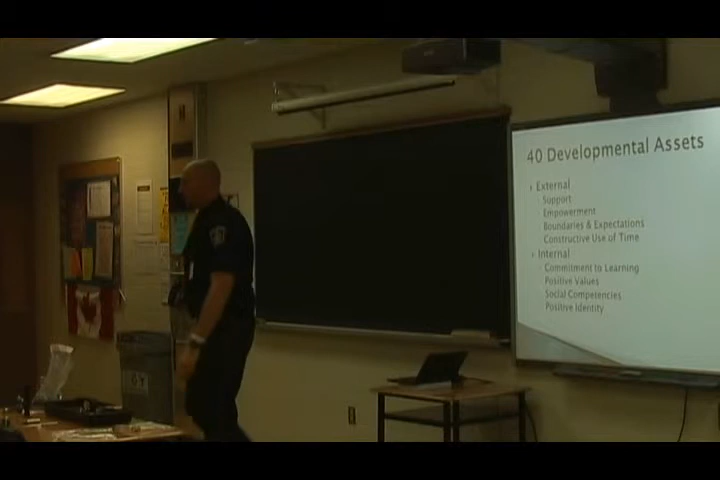 40 Developmental Assets
External
Support
Empowerment
Boundaries & Expectations
Constructive Use of Time
Internal
Commitment to Learning
Positive Values
Social Competencies
Positive Identity